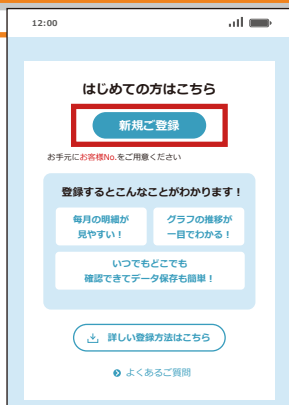 12:00
はじめての方はこちら
新規ご登録
お手元にお客様No.をご用意ください
登録するとこんなことがわかります！
毎月の明細が
見やすい！
グラフの推移が
一目でわかる！
いつでもどこでも
確認できてデータ保存も簡単！
詳しい登録方法はこちら
よくあるご質問